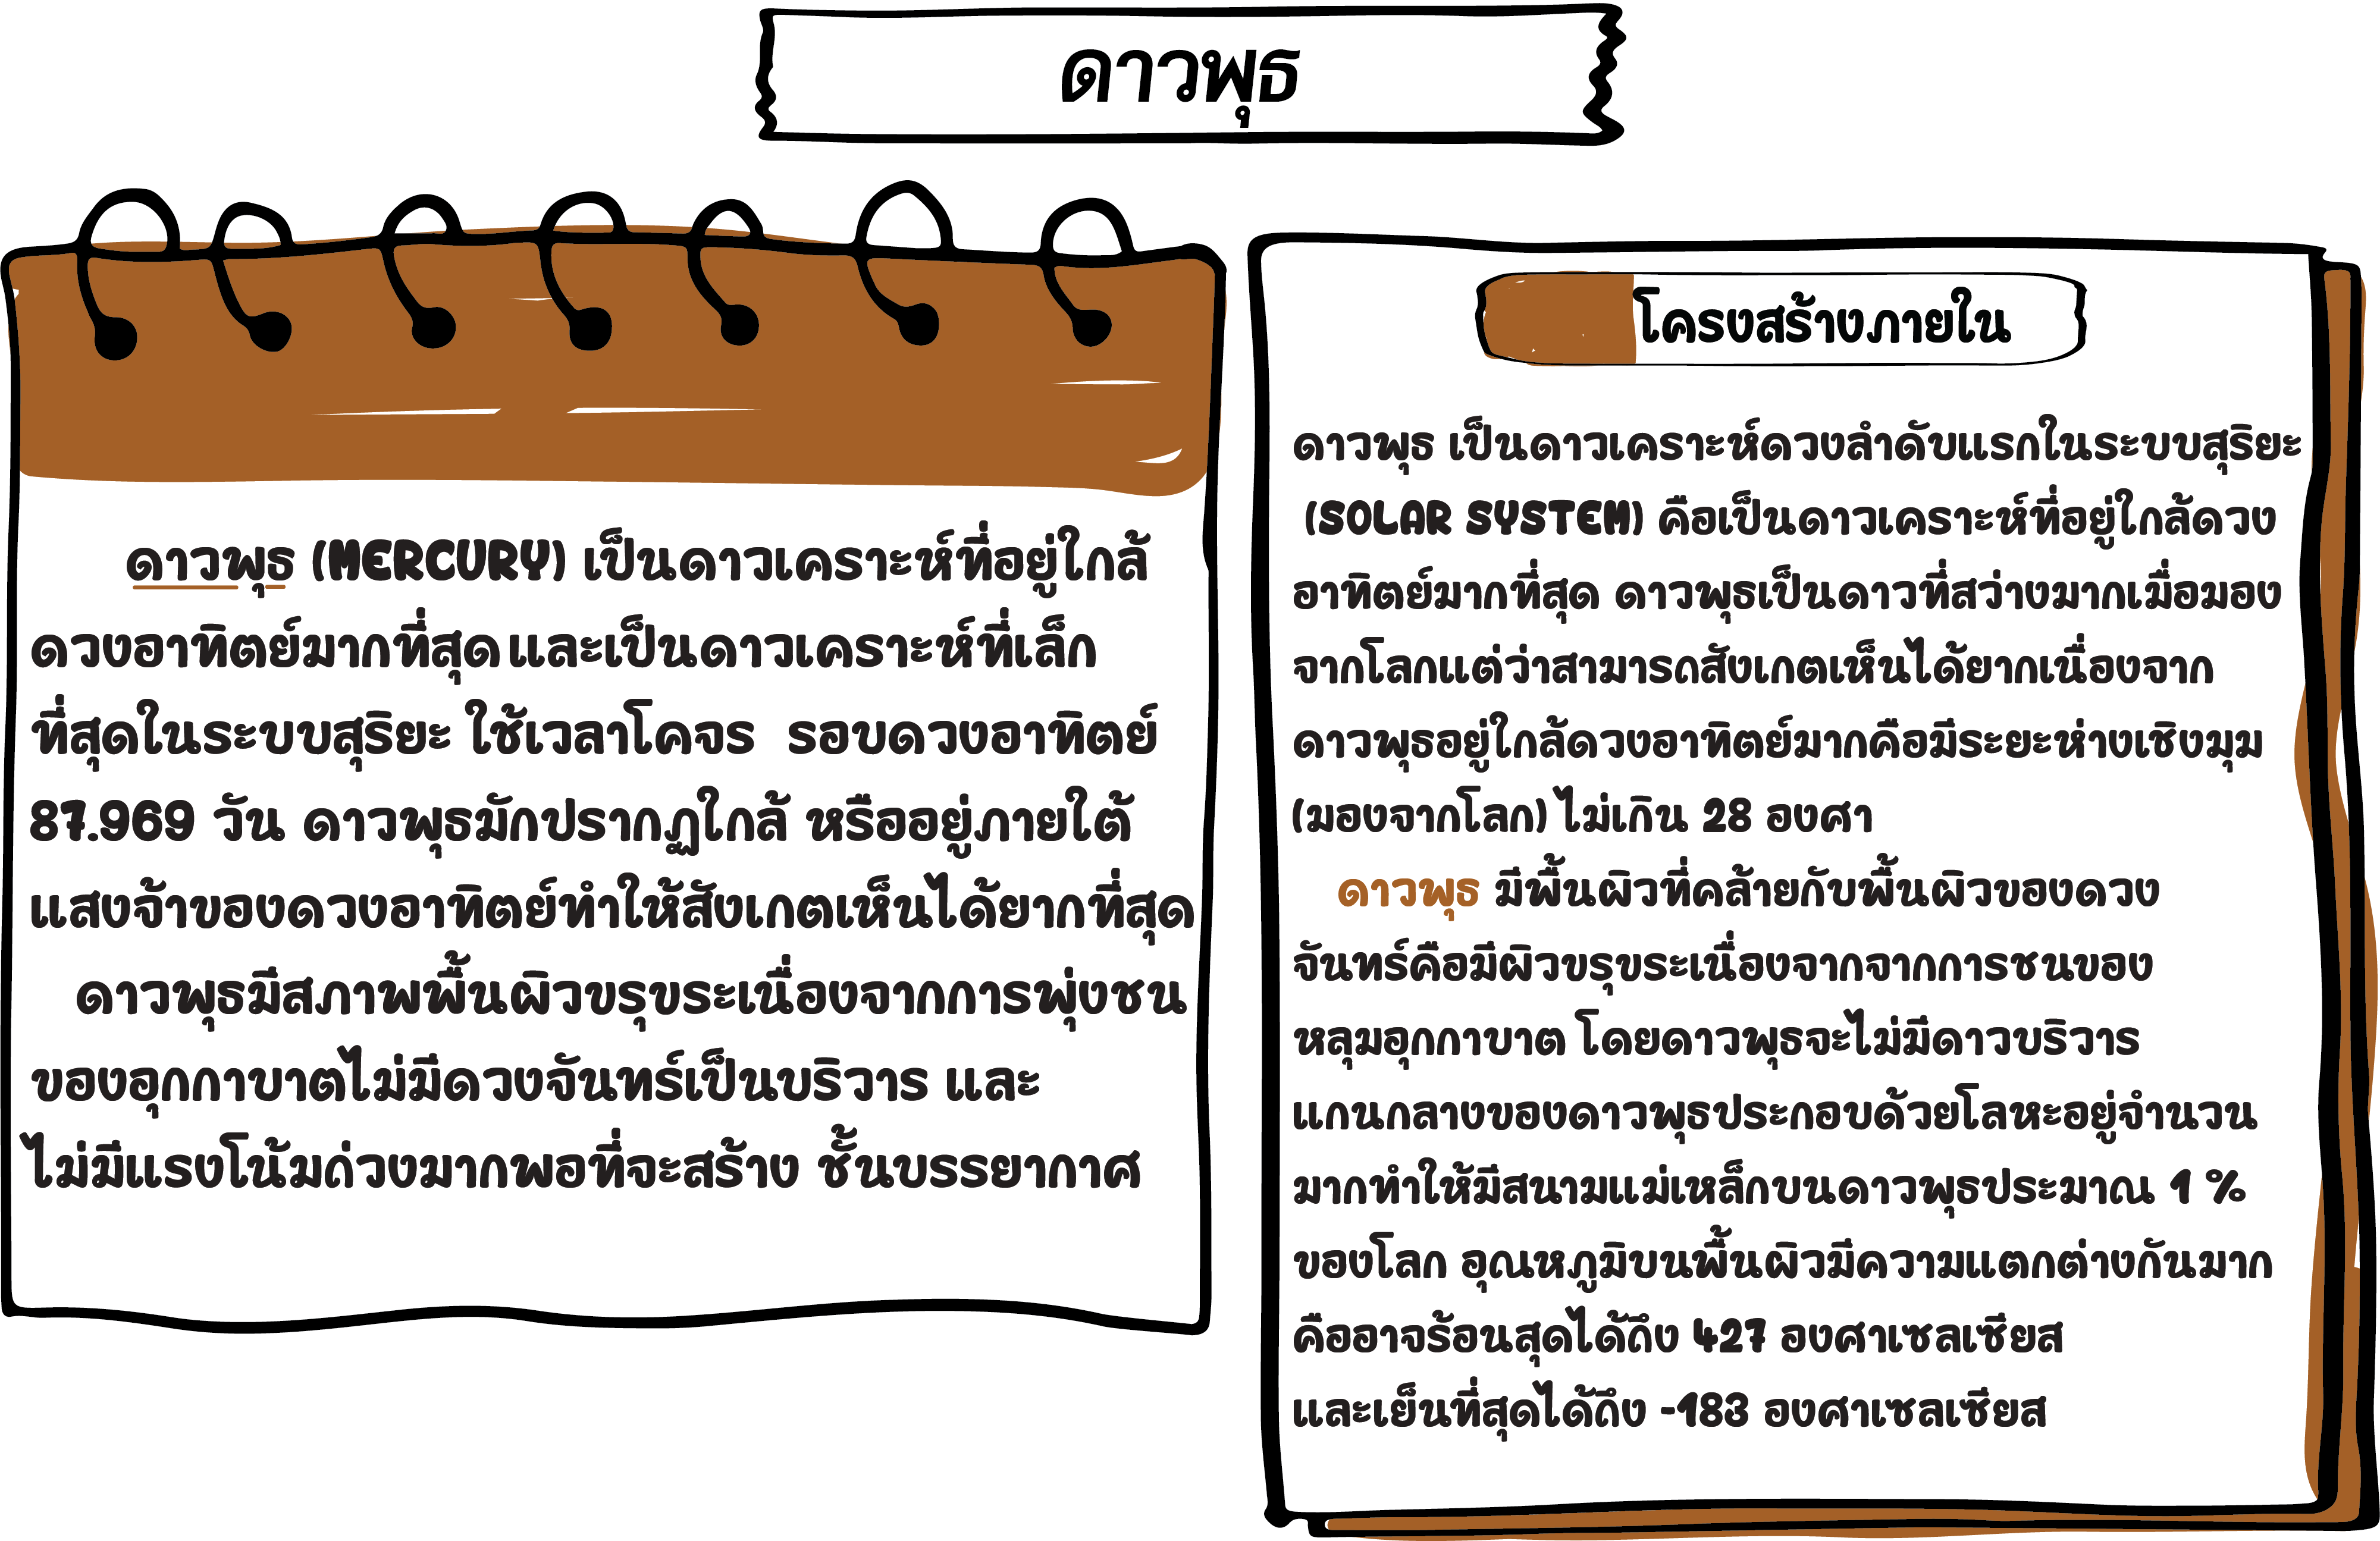 ดาวพุธ
ดาวพุธ (MERCURY) เป็นดาวเคราะห์ที่อยู่ใกล้
ดวงอาทิตย์มากที่สุด และเป็นดาวเคราะห์ที่เล็ก
ที่สุดในระบบสุริยะ ใช้เวลาโคจร รอบดวงอาทิตย์
87.969 วัน ดาวพุธมักปรากฏใกล้ หรืออยู่ภายใต้
แสงจ้าของดวงอาทิตย์ทำให้สังเกตเห็นได้ยากที่สุด
ดาวพุธมีสภาพพื้นผิวขรุขระเนื่องจากการพุ่งชน
ของอุกกาบาตไม่มีดวงจันทร์เป็นบริวาร และ
ไม่มีแรงโน้มถ่วงมากพอที่จะสร้าง ชั้นบรรยากาศ
โครงสร้างภายใน
ดาวพุธ เป็นดาวเคราะห์ดวงลำดับแรกในระบบสุริยะ
(SOLAR SYSTEM) คือเป็นดาวเคราะห์ที่อยู่ใกล้ดวง
อาทิตย์มากที่สุด ดาวพุธเป็นดาวที่สว่างมากเมื่อมอง
จากโลกแต่ว่าสามารถสังเกตเห็นได้ยากเนื่องจาก
ดาวพุธอยู่ใกล้ดวงอาทิตย์มากคือมีระยะห่างเชิงมุม
(มองจากโลก) ไม่เกิน 28 องศา
ดาวพุธ มีพื้นผิวที่คล้ายกับพื้นผิวของดวง
จันทร์คือมีผิวขรุขระเนื่องจากจากการชนของ
หลุมอุกกาบาต โดยดาวพุธจะไม่มีดาวบริวาร
แกนกลางของดาวพุธประกอบด้วยโลหะอยู่จำนวน
มากทำให้มีสนามแม่เหล็กบนดาวพุธประมาณ 1 %
ของโลก อุณหภูมิบนพื้นผิวมีความแตกต่างกันมาก
คืออาจร้อนสุดได้ถึง 427 องศาเซลเซียส
และเย็นที่สุดได้ถึง -183 องศาเซลเซียส